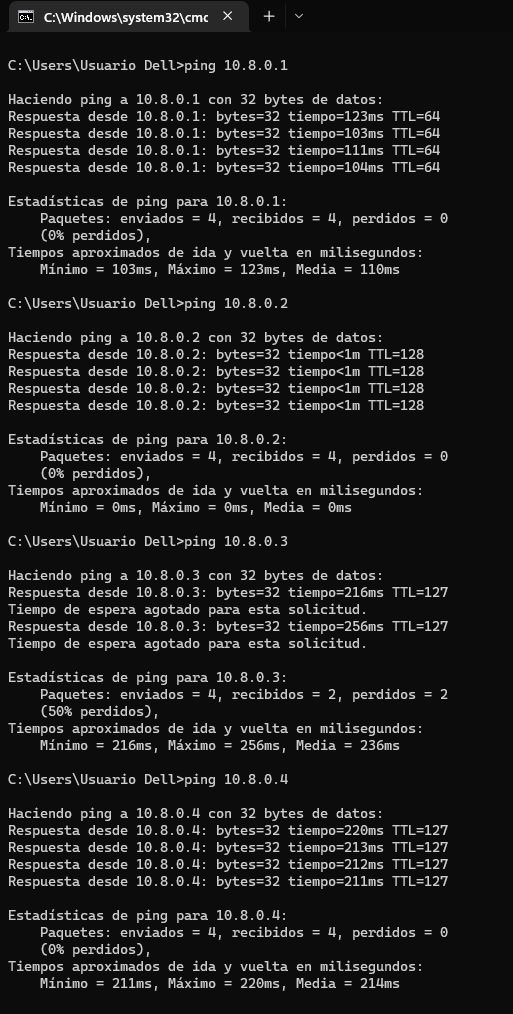 C:\Windows\system32\cmd
C:\Users\Usuario Dell>ping 10.8.0.1
Haciendo ping a 10.8.0.1 con 32 bytes de datos:
Respuesta desde 10.8.0.1: bytes=32 tiempo=123ms TTL=64
Respuesta desde 10.8.0.1: bytes=32 tiempo=103ms TTL=64
Respuesta desde 10.8.0.1: bytes=32 tiempo=111ms TTL=64
Respuesta desde 10.8.0.1: bytes=32 tiempo=104ms TTL=64
Estadísticas de ping para 10.8.0.1:
Paquetes: enviados = 4, recibidos = 4, perdidos = 0
(0% perdidos),
Tiempos aproximados de ida y vuelta en milisegundos:
Mínimo = 103ms, Máximo = 123ms, Media = 110ms
C:\Users\Usuario Dell>ping 10.8.0.2
Haciendo ping a 10.8.0.2 con 32 bytes de datos:
Respuesta desde 10.8.0.2: bytes=32 tiempo<1m TTL=128
Respuesta desde 10.8.0.2: bytes=32 tiempo<1m TTL=128
Respuesta desde 10.8.0.2: bytes=32 tiempo<1m TTL=128
Respuesta desde 10.8.0.2: bytes=32 tiempo<1m TTL=128
Estadísticas de ping para 10.8.0.2:
Paquetes: enviados = 4, recibidos = 4, perdidos = 0
(0% perdidos),
Tiempos aproximados de ida y vuelta en milisegundos:
Mínimo = 0ms, Máximo = 0ms, Media = 0ms
C:\Users\Usuario Dell>ping 10.8.0.3
Haciendo ping a 10.8.0.3 con 32 bytes de datos:
Respuesta desde 10.8.0.3: bytes=32 tiempo=216ms TTL=127
Tiempo de espera agotado para esta solicitud.
Respuesta desde 10.8.0.3: bytes=32 tiempo=256ms TTL=127
Tiempo de espera agotado para esta solicitud.
Estadísticas de ping para 10.8.0.3:
Paquetes: enviados = 4, recibidos = 2, perdidos = 2
(50% perdidos),
Tiempos aproximados de ida y vuelta en milisegundos:
Mínimo = 216ms, Máximo = 256ms, Media = 236ms
C:\Users\Usuario Dell>ping 10.8.0.4
Haciendo ping a 10.8.0.4 con 32 bytes de datos:
Respuesta desde 10.8.0.4: bytes=32 tiempo=220ms TTL=127
Respuesta desde 10.8.0.4: bytes=32 tiempo=213ms TTL=127
Respuesta desde 10.8.0.4: bytes=32 tiempo=212ms TTL=127
Respuesta desde 10.8.0.4: bytes=32 tiempo=211ms TTL=127
Estadísticas de ping para 10.8.0.4:
Paquetes: enviados = 4, recibidos = 4, perdidos = 0
(0% perdidos),
Tiempos aproximados de ida y vuelta en milisegundos:
Mínimo = 211ms, Máximo = 220ms, Media = 214ms